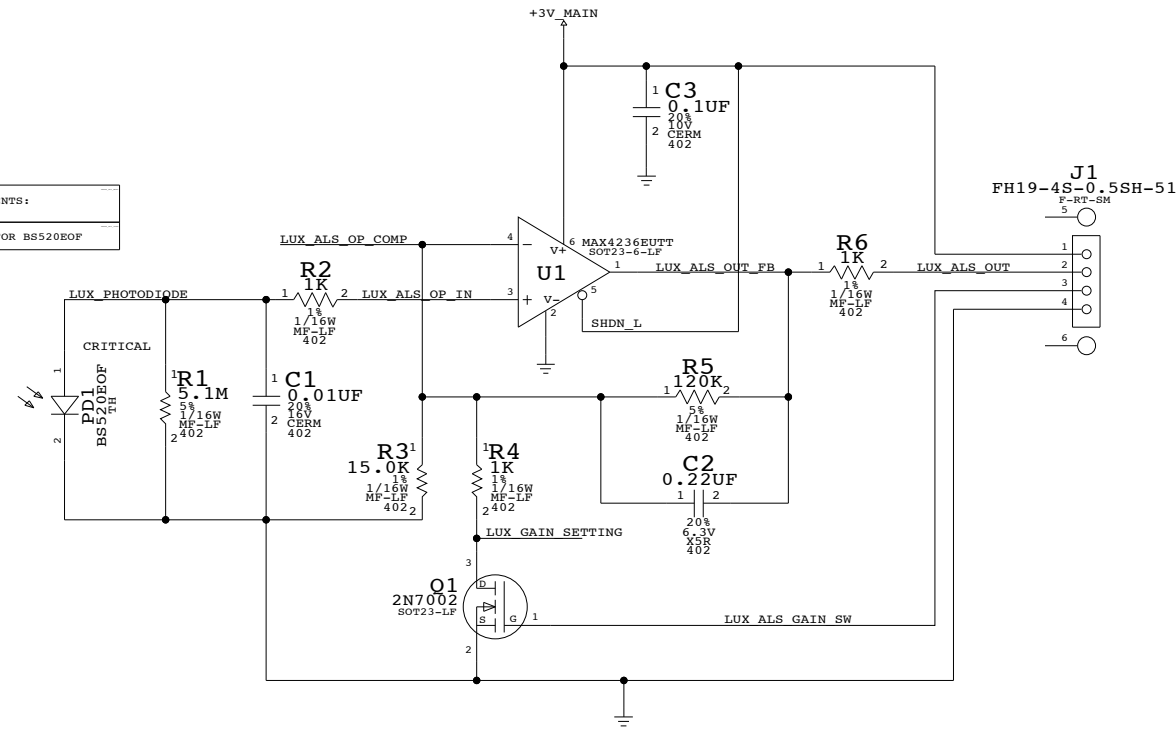 +3V_MAIN
1
C3
0.1UF
20%
10V
CERM
402
2
J1
FH19-4S-0.5SH-51
F-RT-SM
5
NTS:
OR BS520EOF
LUX_ALS_OP_COMP
4
−
V+
6
MAX4236EUTT
SOT23-6-LF
U1
1
LUX_ALS_OUT_FB
R6
1K
1
2
1%
1/16W
MF-LF
402
LUX_ALS_OUT
1
2
3
4
6
LUX_PHOTODIODE
R2
1K
1
2
1%
1/16W
MF-LF
402
LUX_ALS_OP_IN
3
+
V−
2
5
SHDN_L
CRITICAL
1
PD1
BS520EOF
TH
2
1
R1
5.1M
5%
1/16W
MF-LF
402
2
1
C1
0.01UF
20%
16V
CERM
402
2
R5
120K
1
2
5%
1/16W
MF-LF
402
R3
1
15.0K
1%
1/16W
MF-LF
402
2
1
R4
1K
1%
1/16W
MF-LF
402
2
C2
0.22UF
1
2
20%
6.3V
X5R
402
LUX_GAIN_SETTING
3
Q1
2N7002
SOT23-LF
D
S
G
1
2
LUX_ALS_GAIN_SW